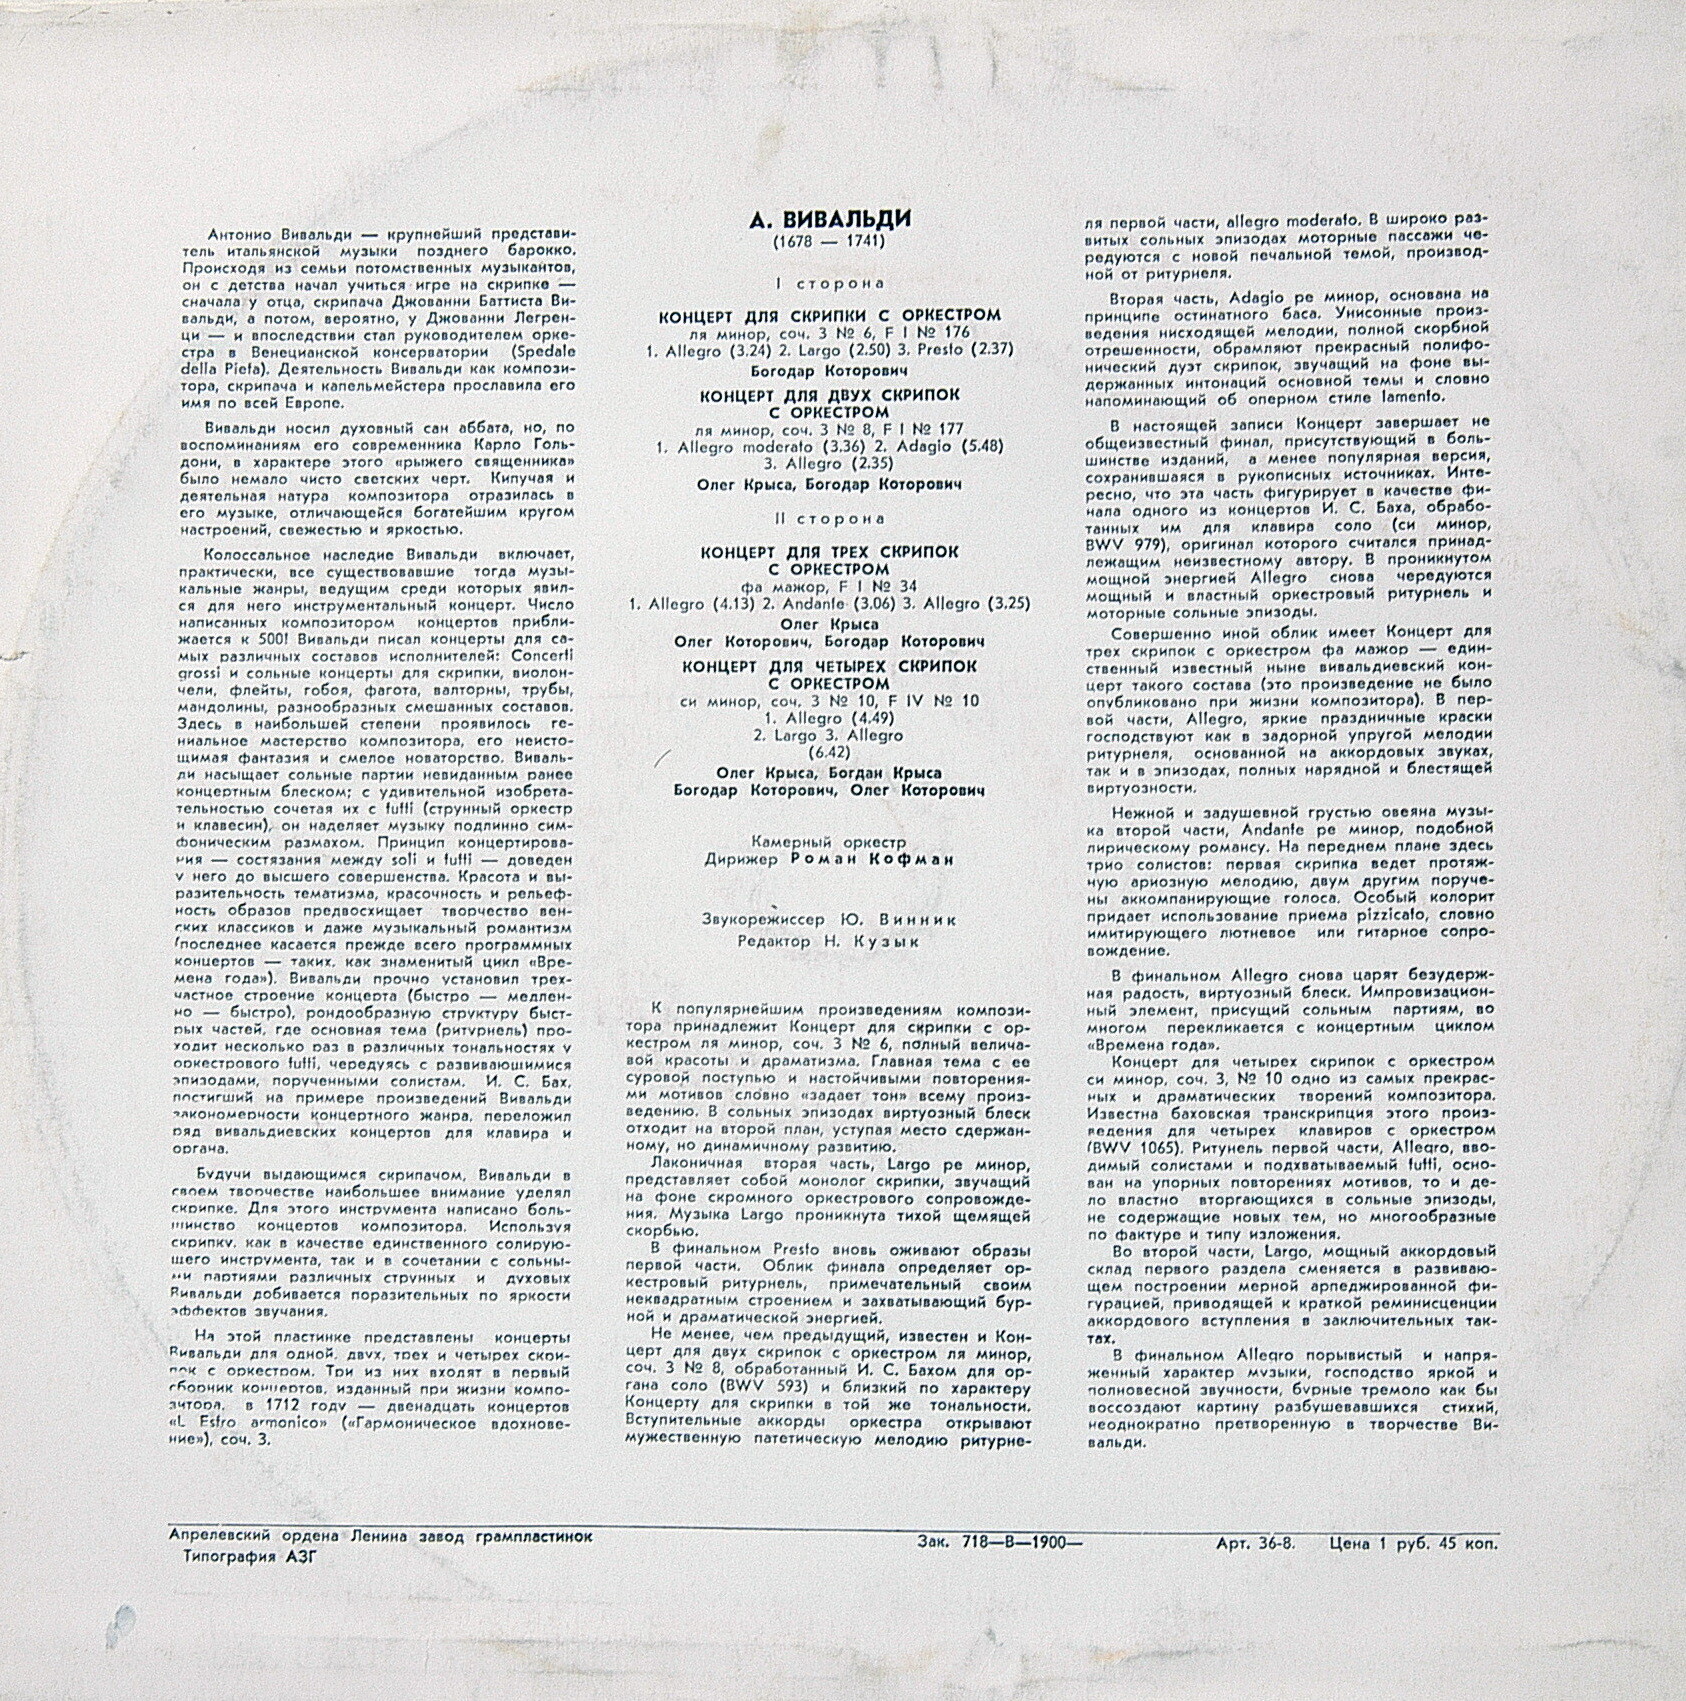 Антонио Вивальди — крупнейший представи-
тель итальянской музыки позднего барокко.
Происходя из семьи потомственных музыкантов,
он с детства начал учиться игре на скрипке —
сначала у отца, скрипача Джованни Баттиста Ви-
вальди, а потом, вероятно, у Джованни Легрен-
ци — и впоследствии стал руководителем орке-
стра в Венецианской консерватории (Spedale
della Pieta). Деятельность Вивальди как компози-
тора, скрипача и капельмейстера прославила его
имя по всей Европе.
Вивальди носил духовный сан аббата, но, по
воспоминаниям его современника Карло Голь-
дони, в характере этого «рыжего священника»
было немало чисто светских черт. Кипучая и
деятельная натура композитора отразилась в
его музыке, отличающейся богатейшим кругом
настроений, свежестью и яркостью.
Колоссальное наследие Вивальди включает,
практически, все существовавшие тогда музы-
кальные жанры, ведущим среди которых явил-
ся для него инструментальный концерт. Число
написанных композитором концертов прибли-
жается к 500! Вивальди писал концерты для са-
мых различных составов исполнителей: Concerti
grossi и сольные концерты для скрипки, виолон-
чели, флейты, гобоя, фагота, валторны, трубы,
мандолины, разнообразных смешанных составов.
Здесь в наибольшей степени проявилось ге-
ниальное мастерство композитора, его неисто-
щимая фантазия и смелое новаторство. Виваль-
ди насыщает сольные партии невиданным ранее
концертным блеском; с удивительной изобрета-
тельностью сочетая их с tutti (струнный оркестр
и клавесин), он наделяет музыку подлинно сим-
фоническим размахом. Принцип концертирова-
ния — состязания между soli и tutti — доведен
у него до высшего совершенства. Красота и вы-
разительность тематизма, красочность и рельеф-
ность образов предвосхищает творчество вен-
ских классиков и даже музыкальный романтизм
(последнее касается прежде всего программных
концертов — таких, как знаменитый цикл «Вре-
мена года»). Вивальди прочно установил трех-
частное строение концерта (быстро — медлен-
но — быстро), рондообразную структуру быст-
рых частей, где основная тема (ритурнель) про-
ходит несколько раз в различных тональностях у
оркестрового tutti, чередуясь с развивающимися
эпизодами, порученными солистам. И. С. Бах,
постигший на примере произведений Вивальди
закономерности концертного жанра, переложил
ряд вивальдиевских концертов для клавира и
органа.
Будучи выдающимся скрипачом, Вивальди в
своем творчестве наибольшее внимание уделял
скрипке. Для этого инструмента написано боль-
шинство концертов композитора. Используя
скрипку, как в качестве единственного солирую-
щего инструмента, так и в сочетании с сольны-
ми партиями различных струнных и духовых
Вивальди добивается поразительных по яркости
эффектов звучания.
На этой пластинке представлены концерты
Вивальди для одной, двух, трех и четырех скри-
пок с оркестром. Три из них входят в первый
сборник концертов, изданный при жизни компо-
зитора, в 1712 году — двенадцать концертов
«L Estro armonico» («Гармоническое вдохнове-
ние»), соч. 3.
А. ВИВАЛЬДИ
(1678 — 1741)
I сторона
КОНЦЕРТ ДЛЯ СКРИПКИ С ОРКЕСТРОМ
ля минор, соч. 3 № 6, F I № 176
1. Allegro (3.24) 2. Largo (2.50) 3. Presto (2.37)
Богодар Которович
КОНЦЕРТ ДЛЯ ДВУХ СКРИПОК
С ОРКЕСТРОМ
ля минор, соч. 3 № 8, F I № 177
1. Allegro moderato (3.36) 2. Adagio (5.48)
3. Allegro (2.35)
Олег Крыса, Богодар Которович
II сторона
КОНЦЕРТ ДЛЯ ТРЕХ СКРИПОК
С ОРКЕСТРОМ
фа мажор, F I № 34
1. Allegro (4.13) 2. Andante (3.06) 3. Allegro (3.25)
Олег Крыса
Олег Которович, Богодар Которович
КОНЦЕРТ ДЛЯ ЧЕТЫРЕХ СКРИПОК
С ОРКЕСТРОМ
си минор, соч. 3 № 10, F IV № 10
1. Allegro (4.49)
2. Largo 3. Allegro
(6.42)
Олег Крыса, Богдан Крыса
Богодар Которович, Олег Которович
Камерный оркестр
Дирижер Роман Кофман
Звукорежиссер Ю. Винник
Редактор Н. Кузык
К популярнейшим произведениям компози-
тора принадлежит Концерт для скрипки с ор-
кестром ля минор, соч. 3 № 6, полный велича-
вой красоты и драматизма. Главная тема с ее
суровой поступью и настойчивыми повторения-
ми мотивов словно «задает тон» всему произ-
ведению. В сольных эпизодах виртуозный блеск
отходит на второй план, уступая место сдержан-
ному, но динамичному развитию.
Лаконичная вторая часть, Largo ре минор,
представляет собой монолог скрипки, звучащий
на фоне скромного оркестрового сопровожде-
ния. Музыка Largo проникнута тихой щемящей
скорбью.
В финальном Presto вновь оживают образы
первой части. Облик финала определяет ор-
кестровый ритурнель, примечательный своим
неквадратным строением и захватывающий бур-
ной и драматической энергией.
Не менее, чем предыдущий, известен и Кон-
церт для двух скрипок с оркестром ля минор,
соч. 3 № 8, обработанный И. С. Бахом для ор-
гана соло (BWV 593) и близкий по характеру
Концерту для скрипки в той же тональности.
Вступительные аккорды оркестра открывают
мужественную патетическую мелодию ритурне-
ля первой части, allegro moderato. В широко раз-
витых сольных эпизодах моторные пассажи че-
редуются с новой печальной темой, производ-
ной от ритурнеля.
Вторая часть, Adagio ре минор, основана на
принципе остинатного баса. Унисонные произ-
ведения нисходящей мелодии, полной скорбной
отрешенности, обрамляют прекрасный полифо-
нический дуэт скрипок, звучащий на фоне вы-
держанных интонаций основной темы и словно
напоминающий об оперном стиле lamento.
В настоящей записи Концерт завершает не
общеизвестный финал, присутствующий в боль-
шинстве изданий, а менее популярная версия,
сохранившаяся в рукописных источниках. Инте-
ресно, что эта часть фигурирует в качестве фи-
нала одного из концертов И. С. Баха, обрабо-
танных им для клавира соло (си минор,
BWV 979), оригинал которого считался принад-
лежащим неизвестному автору. В проникнутом
мощной энергией Allegro снова чередуются
мощный и властный оркестровый ритурнель и
моторные сольные эпизоды.
Совершенно иной облик имеет Концерт для
трех скрипок с оркестром фа мажор — един-
ственный известный ныне вивальдиевский кон-
церт такого состава (это произведение не было
опубликовано при жизни композитора). В пер-
вой части, Allegro, яркие праздничные краски
господствуют как в задорной упругой мелодии
ритурнеля, основанной на аккордовых звуках,
так и в эпизодах, полных нарядной и блестящей
виртуозности.
Нежной и задушевной грустью овеяна музы-
ка второй части, Andante ре минор, подобной
лирическому романсу. На переднем плане здесь
трио солистов: первая скрипка ведет протяж-
ную ариозную мелодию, двум другим поруче-
ны аккомпанирующие голоса. Особый колорит
придает использование приема pizzicato, словно
имитирующего лютневое или гитарное сопро-
вождение.
В финальном Allegro снова царят безудерж-
ная радость, виртуозный блеск. Импровизацион-
ный элемент, присущий сольным партиям, во
многом перекликается с концертным циклом
«Времена года».
Концерт для четырех скрипок с оркестром
си минор, соч. 3, № 10 одно из самых прекрас-
ных и драматических творений композитора.
Известна баховская транскрипция этого произ-
ведения для четырех клавиров с оркестром
(BWV 1065). Ритунель первой части, Allegro, вво-
димый солистами и подхватываемый tutti, осно-
ван на упорных повторениях мотивов, то и де-
ло властно вторгающихся в сольные эпизоды,
не содержащие новых тем, но многообразные
по фактуре и типу изложения.
Во второй части, Largo, мощный аккордовый
склад первого раздела сменяется в развиваю-
щем построении мерной арпеджированной фи-
гурацией, приводящей к краткой реминисценции
аккордового вступления в заключительных так-
тах.
В финальном Allegro порывистый и напря-
женный характер музыки, господство яркой и
полновесной звучности, бурные тремоло как бы
воссоздают картину разбушевавшихся стихий,
неоднократно претворенную в творчестве Ви-
вальди.
Апрелевский ордена Ленина завод грампластинок
Типография АЗГ
Зак. 718—В—1900—
Арт. 36-8. Цена 1 руб. 45 коп.